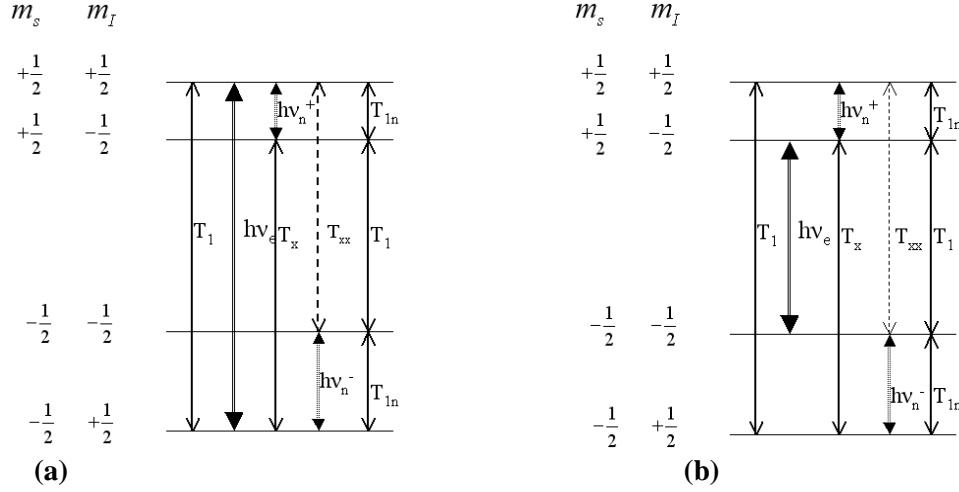 m_s m_I
+1/2 +1/2
+1/2 -1/2
-1/2 -1/2
-1/2 +1/2
hν_n^+
T_1n
T_1
hν_e
T_x
T_xx
T_1
hν_n^-
T_1n
(a)
m_s m_I
+1/2 +1/2
+1/2 -1/2
-1/2 -1/2
-1/2 +1/2
hν_n^+
T_1n
T_1
hν_e
T_x
T_xx
T_1
hν_n^-
T_1n
(b)